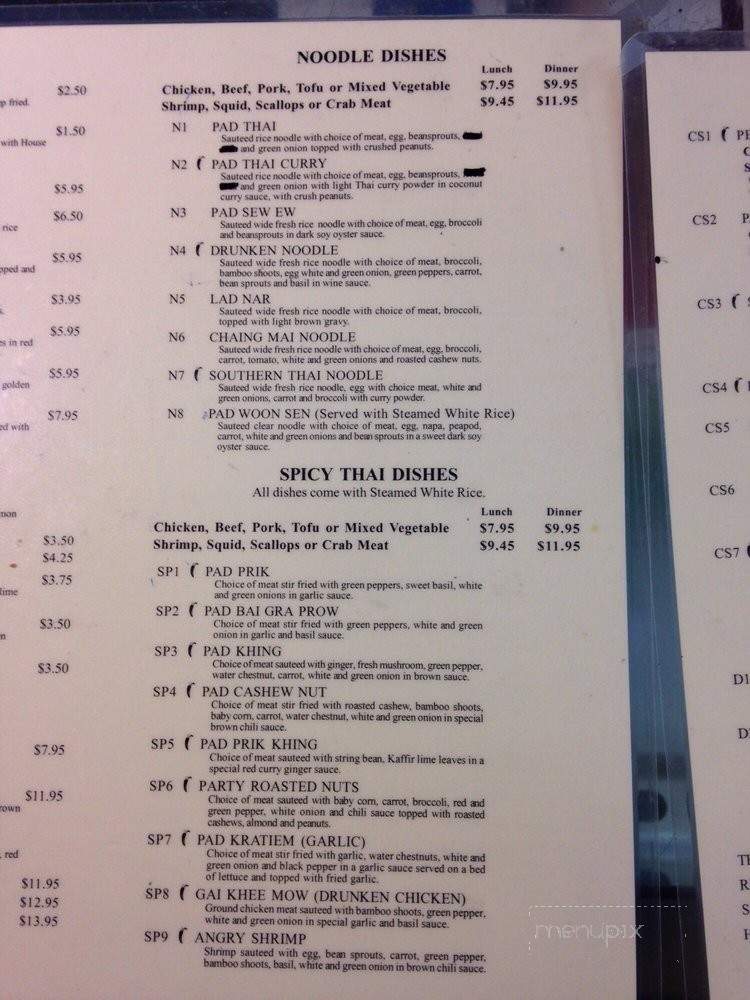 $2.50
p fried.
$1.50
with House
$5.95
$6.50
rice
$5.95
pped and
$3.95
$5.95
es in red
$5.95
golden
$7.95
ed with
$3.50
$4.25
$3.75
lime
$3.50
$3.50
$7.95
$11.95
rown
red
$11.95
$12.95
$13.95
NOODLE DISHES
Lunch Dinner
Chicken, Beef, Pork, Tofu or Mixed Vegetable $7.95 $9.95
Shrimp, Squid, Scallops or Crab Meat $9.45 $11.95
N1 PAD THAI
Sauteed rice noodle with choice of meat, egg, beansprouts,
and green onion topped with crushed peanuts.
N2 PAD THAI CURRY
Sauteed rice noodle with choice of meat, egg, beansprouts,
and green onion with light Thai curry powder in coconut
curry sauce, with crush peanuts.
N3 PAD SEW EW
Sauteed wide fresh rice noodle with choice of meat, egg, broccoli
and beansprouts in dark soy oyster sauce.
N4 DRUNKEN NOODLE
Sauteed wide fresh rice noodle with choice of meat, broccoli,
bamboo shoots, egg white and green onion, green peppers, carrot,
bean sprouts and basil in wine sauce.
N5 LAD NAR
Sauteed wide fresh rice noodle with choice of meat, broccoli,
topped with light brown gravy.
N6 CHAING MAI NOODLE
Sauteed wide fresh rice noodle with choice of meat, egg, broccoli,
carrot, tomato, white and green onions and roasted cashew nuts.
N7 SOUTHERN THAI NOODLE
Sauteed wide fresh rice noodle, egg with choice meat, white and
green onions, carrot and broccoli with curry powder.
N8 PAD WOON SEN (Served with Steamed White Rice)
Sauteed clear noodle with choice of meat, egg, napa, peapod,
carrot, white and green onions and bean sprouts in a sweet dark soy
oyster sauce.
SPICY THAI DISHES
All dishes come with Steamed White Rice.
Lunch Dinner
Chicken, Beef, Pork, Tofu or Mixed Vegetable $7.95 $9.95
Shrimp, Squid, Scallops or Crab Meat $9.45 $11.95
SP1 PAD PRIK
Choice of meat stir fried with green peppers, sweet basil, white
and green onions in garlic sauce.
SP2 PAD BAI GRA PROW
Choice of meat stir fried with green peppers, white and green
onion in garlic and basil sauce.
SP3 PAD KHING
Choice of meat sauteed with ginger, fresh mushroom, green pepper,
water chestnut, carrot, white and green onion in brown sauce.
SP4 PAD CASHEW NUT
Choice of meat stir fried with roasted cashew, bamboo shoots,
baby corn, carrot, water chestnut, white and green onion in special
brown chili sauce.
SP5 PAD PRIK KHING
Choice of meat sauteed with string bean, Kaffir lime leaves in a
special red curry ginger sauce.
SP6 PARTY ROASTED NUTS
Choice of meat sauteed with baby corn, carrot, broccoli, red and
green pepper, white onion and chili sauce topped with roasted
cashews, almond and peanuts.
SP7 PAD KRATIEM (GARLIC)
Choice of meat stir fried with garlic, water chestnuts, white and
green onion and black pepper in a garlic sauce served on a bed
of lettuce and topped with fried garlic.
SP8 GAI KHEE MOW (DRUNKEN CHICKEN)
Ground chicken meat sauteed with bamboo shoots, green pepper,
white and green onion in special garlic and basil sauce.
SP9 ANGRY SHRIMP
Shrimp sauteed with egg, bean sprouts, carrot, green pepper,
bamboo shoots, basil, white and green onion in brown chili sauce.
CS1 PE
CS2 P
CS3
CS4
CS5
CS6
CS7
D1
menupix